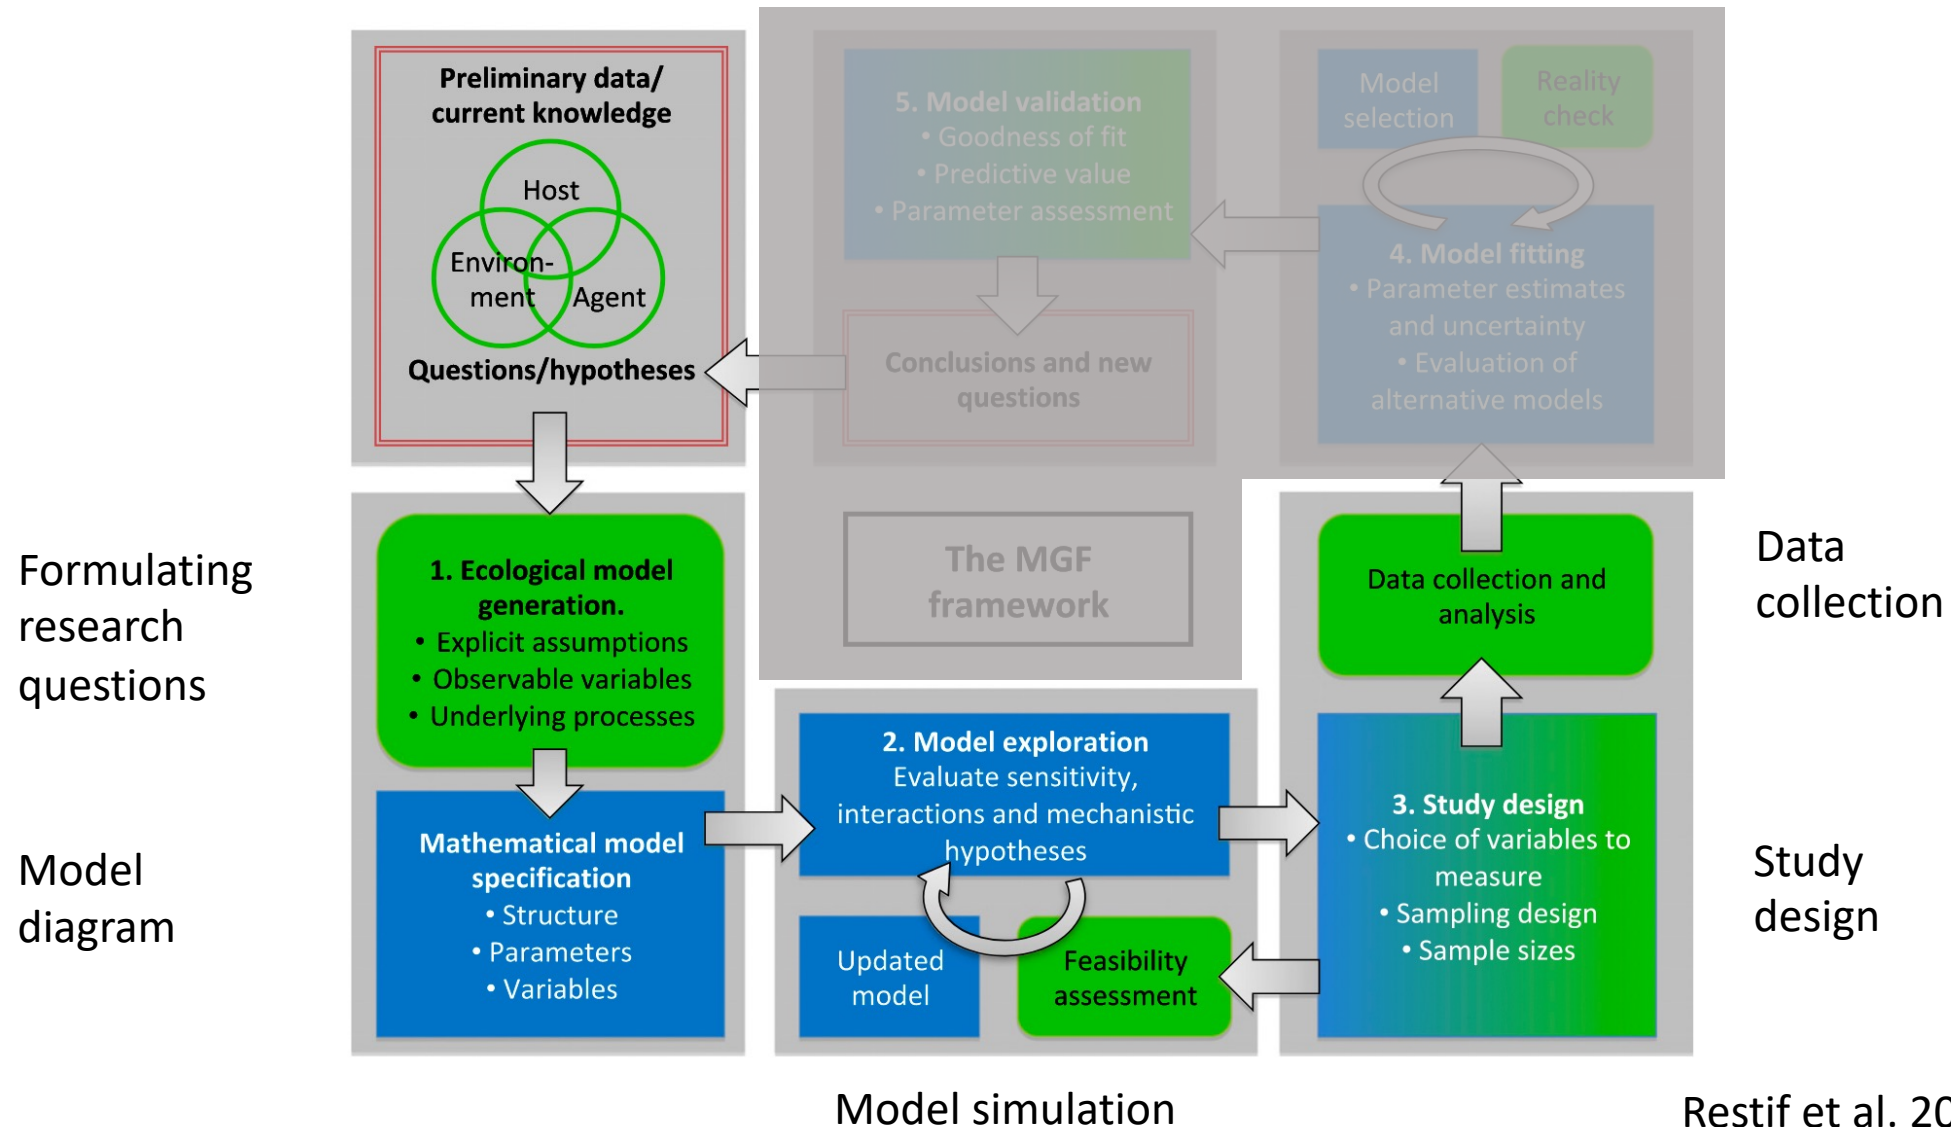 Preliminary data/
current knowledge
Host
Environ-
ment
Agent
Questions/hypotheses
5. Model validation
• Goodness of fit
• Predictive value
• Parameter assessment
Conclusions and new
questions
Model
selection
Reality
check
4. Model fitting
• Parameter estimates
and uncertainty
• Evaluation of
alternative models
The MGF
framework
Formulating
research
questions
1. Ecological model
generation.
• Explicit assumptions
• Observable variables
• Underlying processes
Data collection and
analysis
Data
collection
Model
diagram
Mathematical model
specification
• Structure
• Parameters
• Variables
2. Model exploration
Evaluate sensitivity,
interactions and mechanistic
hypotheses
Updated
model
Feasibility
assessment
3. Study design
• Choice of variables to
measure
• Sampling design
• Sample sizes
Study
design
Model simulation
Restif et al. 20